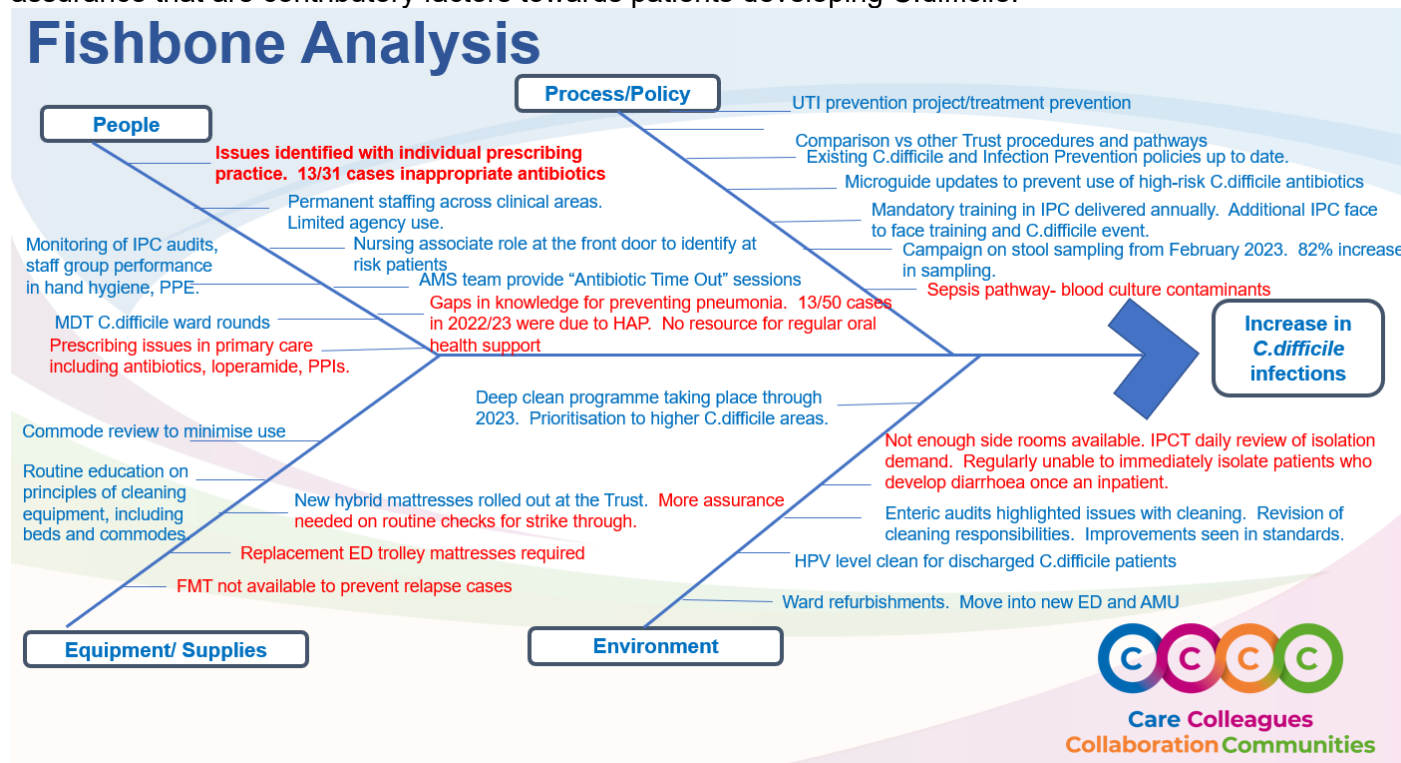 assurance that are contributory factors towards patients developing C.difficile.
Fishbone Analysis
People
Issues identified with individual prescribing
practice. 13/31 cases inappropriate antibiotics
Permanent staffing across clinical areas.
Limited agency use.
Nursing associate role at the front door to identify at
risk patients
Monitoring of IPC audits,
staff group performance
in hand hygiene, PPE.
AMS team provide “Antibiotic Time Out” sessions
Gaps in knowledge for preventing pneumonia. 13/50 cases
in 2022/23 were due to HAP. No resource for regular oral
health support
MDT C.difficile ward rounds
Prescribing issues in primary care
including antibiotics, loperamide, PPIs.
Process/Policy
UTI prevention project/treatment prevention
Comparison vs other Trust procedures and pathways
Existing C.difficile and Infection Prevention policies up to date.
Microguide updates to prevent use of high-risk C.difficile antibiotics
Mandatory training in IPC delivered annually. Additional IPC face
to face training and C.difficile event.
Campaign on stool sampling from February 2023. 82% increase
in sampling.
Sepsis pathway- blood culture contaminants
Increase in
C.difficile
infections
Commode review to minimise use
Routine education on
principles of cleaning
equipment, including
beds and commodes.
New hybrid mattresses rolled out at the Trust. More assurance
needed on routine checks for strike through.
Replacement ED trolley mattresses required
FMT not available to prevent relapse cases
Equipment/ Supplies
Deep clean programme taking place through
2023. Prioritisation to higher C.difficile areas.
Not enough side rooms available. IPCT daily review of isolation
demand. Regularly unable to immediately isolate patients who
develop diarrhoea once an inpatient.
Enteric audits highlighted issues with cleaning. Revision of
cleaning responsibilities. Improvements seen in standards.
HPV level clean for discharged C.difficile patients
Ward refurbishments. Move into new ED and AMU
Environment
C C C C
Care Colleagues
Collaboration Communities